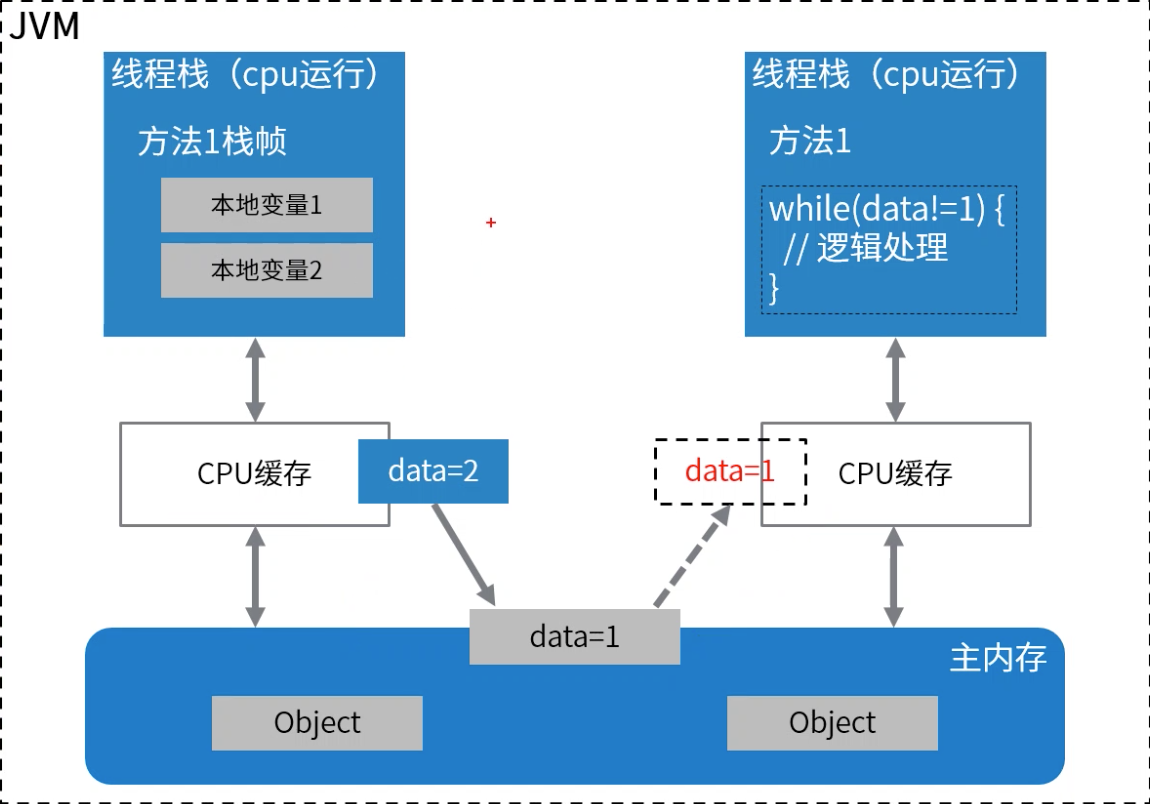 JVM
线程栈（cpu运行）
方法1栈帧
本地变量1
本地变量2
线程栈（cpu运行）
方法1
while(data!=1) {
// 逻辑处理
}
CPU缓存
data=2
data=1
CPU缓存
data=1
主内存
Object
Object